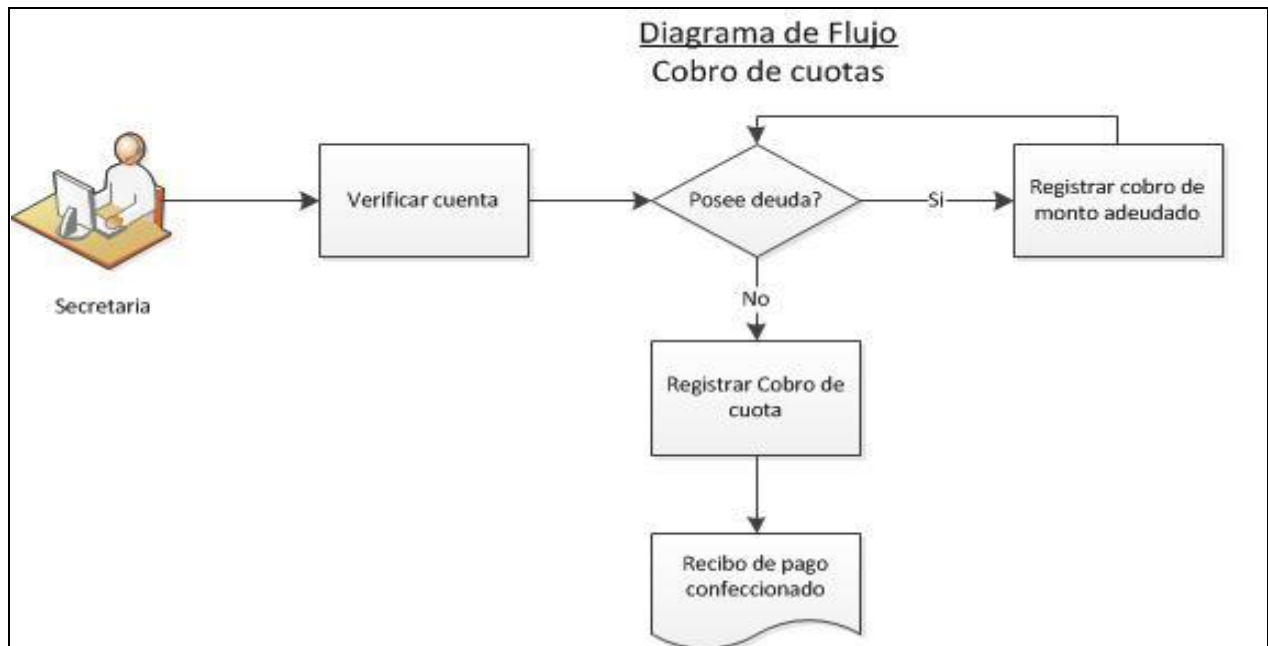 Diagrama de Flujo
Cobro de cuotas
Secretaria
Verificar cuenta
Posee deuda?
Si
Registrar cobro de
monto adeudado
No
Registrar Cobro de
cuota
Recibo de pago
confeccionado